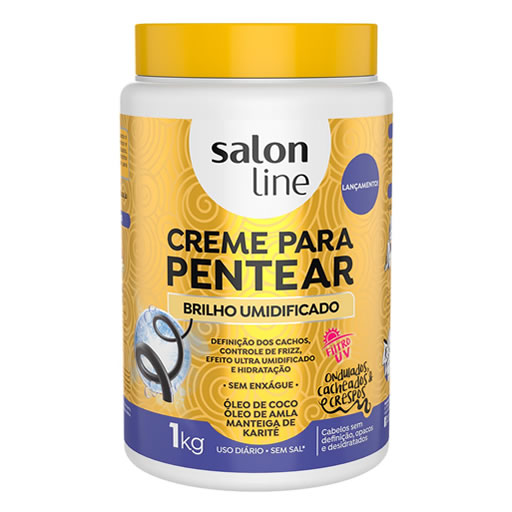 salon
line
LANÇAMENTO!
CREME PARA
PENTEAR
BRILHO UMIDIFICADO
DEFINIÇÃO DOS CACHOS,
CONTROLE DE FRIZZ,
EFEITO ULTRA UMIDIFICADO
E HIDRATAÇÃO
• SEM ENXÁGUE •
FILTRO
UV
ONDULADOS,
CACHEADOS &
CRESPOS
ÓLEO DE COCO
ÓLEO DE AMLA
MANTEIGA DE
KARITÉ
1kg
USO DIÁRIO • SEM SAL*
Cabelos sem
definição, opacos
e desidratados